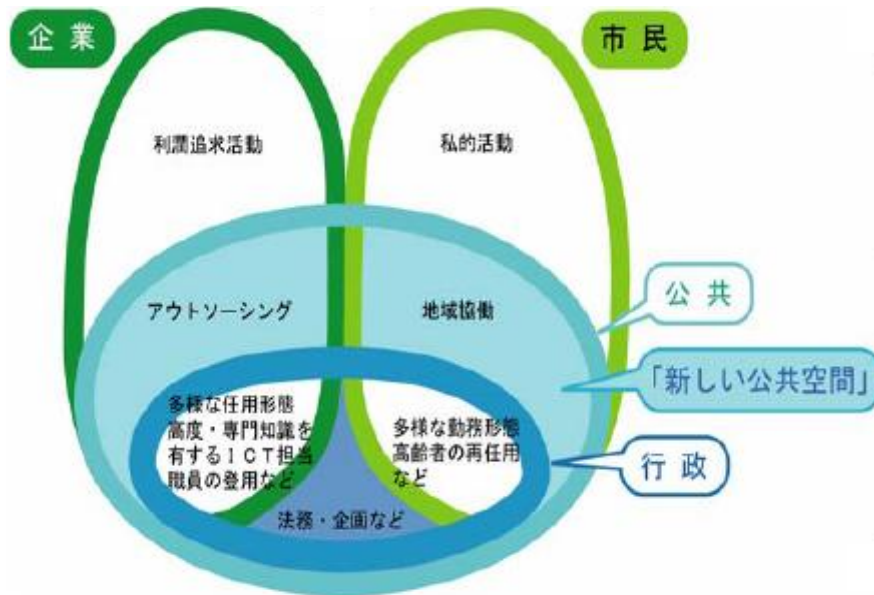 企業
市民
利潤追求活動
私的活動
公共
アウトソーシング
地域協働
「新しい公共空間」
多様な任用形態
高度・専門知識を
有するICT担当
職員の登用など
多様な勤務形態
高齢者の再任用
など
行政
法務・企画など